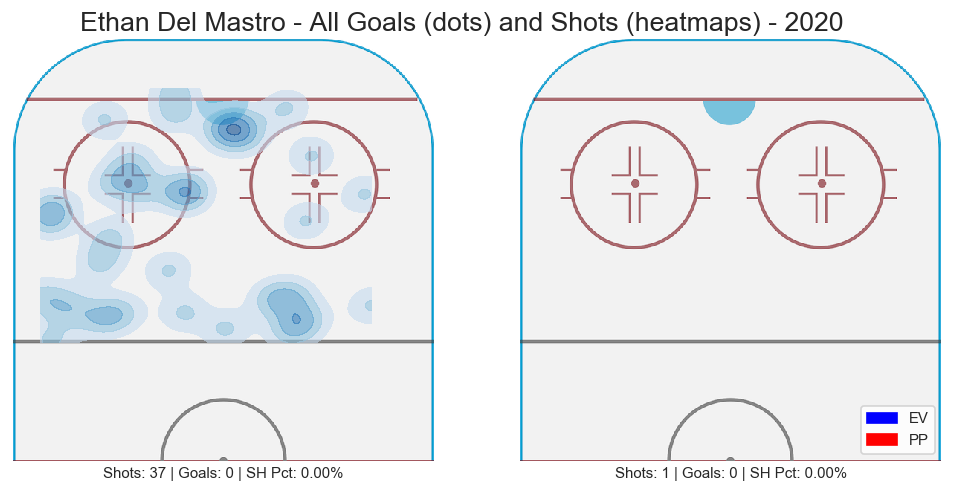 Ethan Del Mastro - All Goals (dots) and Shots (heatmaps) - 2020
EV
PP
Shots: 37 | Goals: 0 | SH Pct: 0.00%
Shots: 1 | Goals: 0 | SH Pct: 0.00%